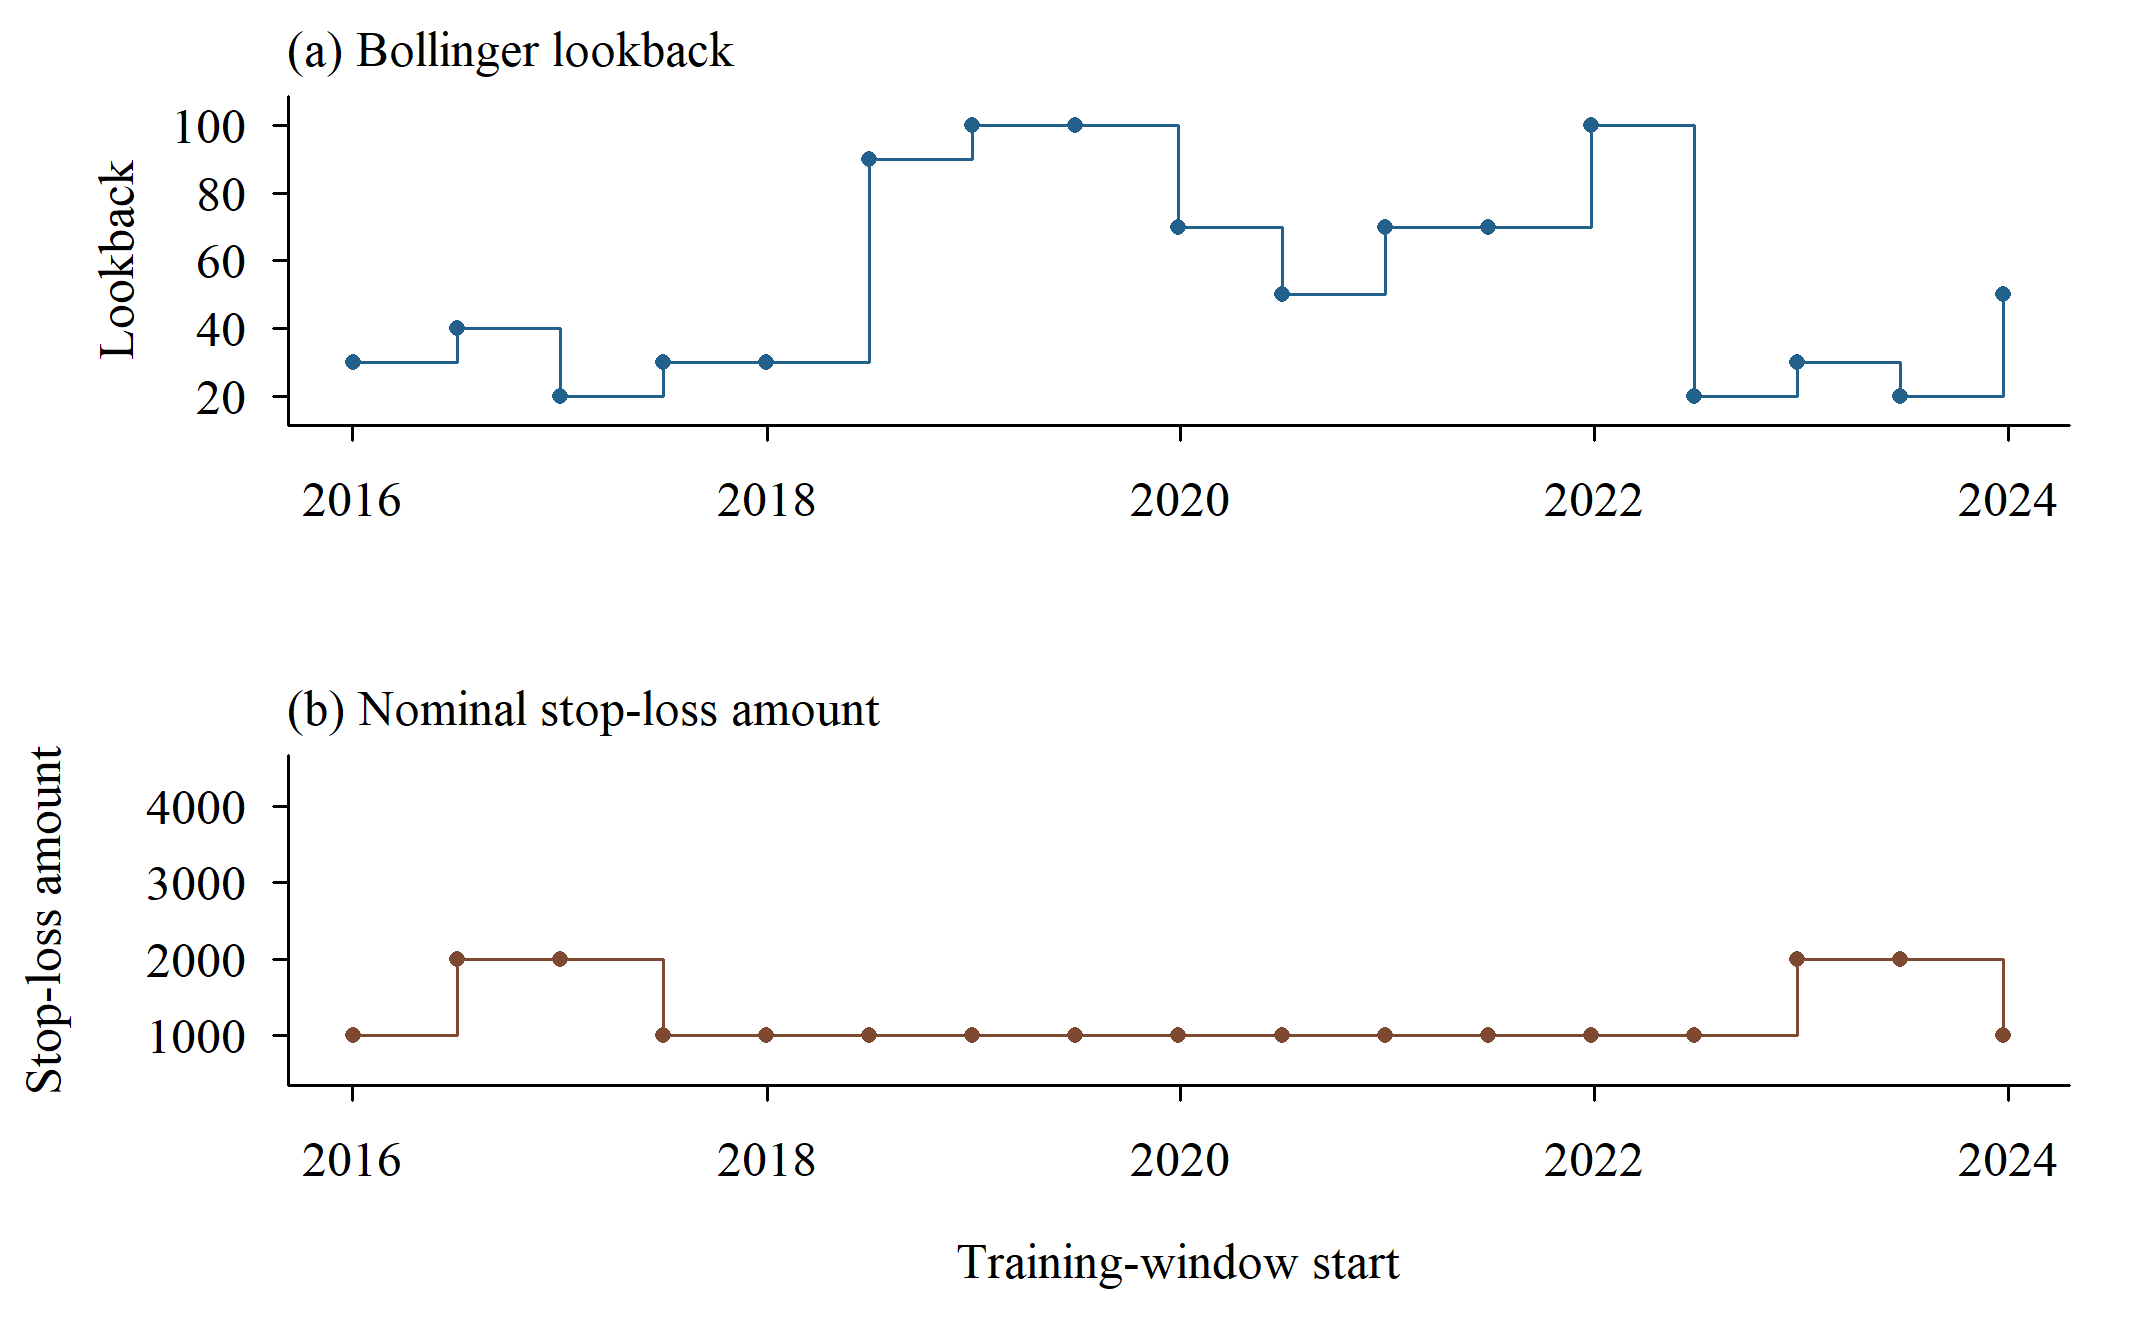 (a) Bollinger lookback
Lookback
100
80
60
40
20
2016 2018 2020 2022 2024
(b) Nominal stop-loss amount
Stop-loss amount
4000
3000
2000
1000
2016 2018 2020 2022 2024
Training-window start